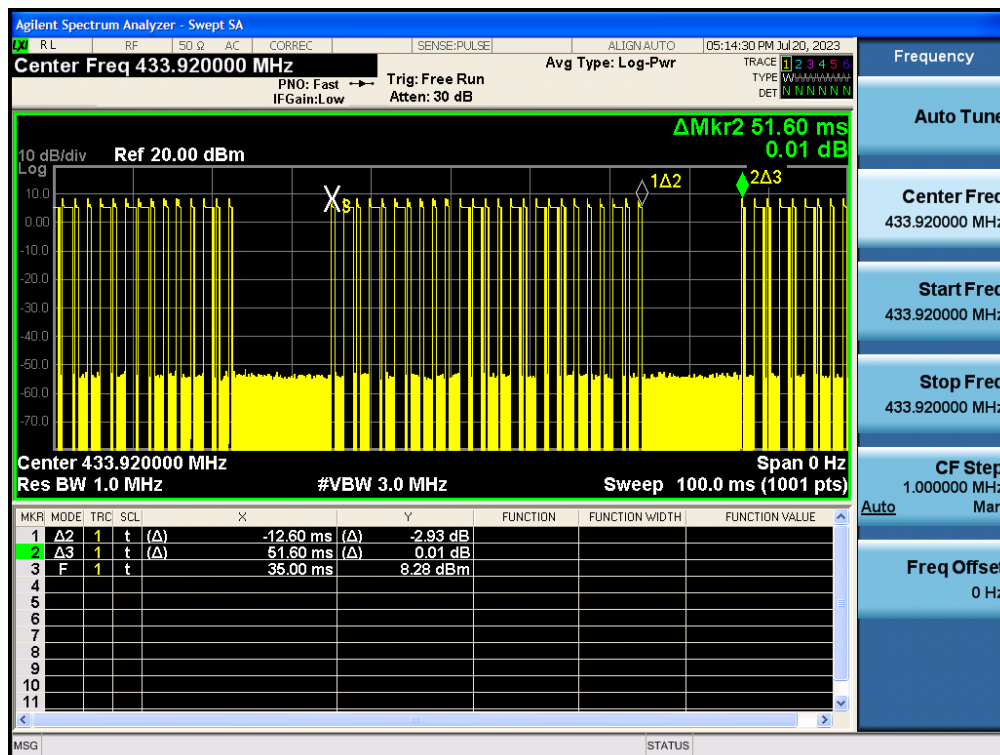 Agilent Spectrum Analyzer - Swept SA
LXI RL RF 50 Ω AC CORREC SENSE:PULSE ALIGN AUTO 05:14:30 PM Jul 20, 2023
Center Freq 433.920000 MHz
PNO: Fast
IFGain:Low
Trig: Free Run
Atten: 30 dB
Avg Type: Log-Pwr
TRACE 1 2 3 4 5 6
TYPE W
DET N N N N N N
ΔMkr2 51.60 ms
0.01 dB
10 dB/div Ref 20.00 dBm
Log
10.0
0.00
-10.0
-20.0
-30.0
-40.0
-50.0
-60.0
-70.0
X3
1Δ2
2Δ3
Center 433.920000 MHz Span 0 Hz
Res BW 1.0 MHz #VBW 3.0 MHz Sweep 100.0 ms (1001 pts)
MKR MODE TRC SCL X Y FUNCTION FUNCTION WIDTH FUNCTION VALUE
1 Δ2 1 t (Δ) -12.60 ms (Δ) -2.93 dB
2 Δ3 1 t (Δ) 51.60 ms (Δ) 0.01 dB
3 F 1 t 35.00 ms 8.28 dBm
4
5
6
7
8
9
10
11
MSG STATUS
Frequency
Auto Tune
Center Freq
433.920000 MHz
Start Freq
433.920000 MHz
Stop Freq
433.920000 MHz
CF Step
1.000000 MHz
Auto Man
Freq Offset
0 Hz